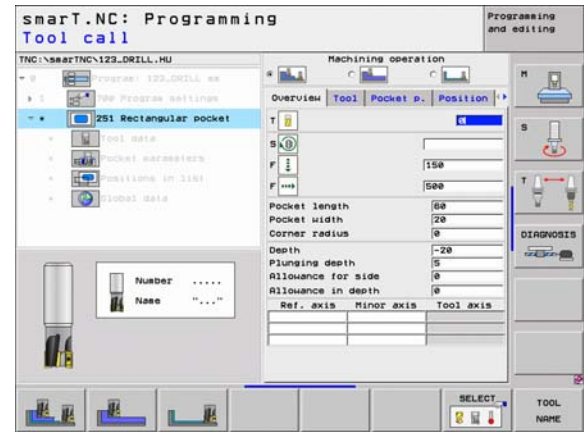 smarT.NC: Programming
Tool call
Programming and editing
TNC:\smarTNC\123_DRILL.HU
0 Program: 123_DRILL mm
1 700 Program settings
251 Rectangular pocket
Tool data
Pocket parameters
Positions in list
Global data
Number .....
Name "..."
Machining operation
Overview Tool Pocket p. Position
T
S
F 150
F 500
Pocket length 60
Pocket width 20
Corner radius 0
Depth -20
Plunging depth 5
Allowance for side 0
Allowance in depth 0
Ref. axis Minor axis Tool axis
M
S
T
DIAGNOSIS
SELECT
TOOL NAME